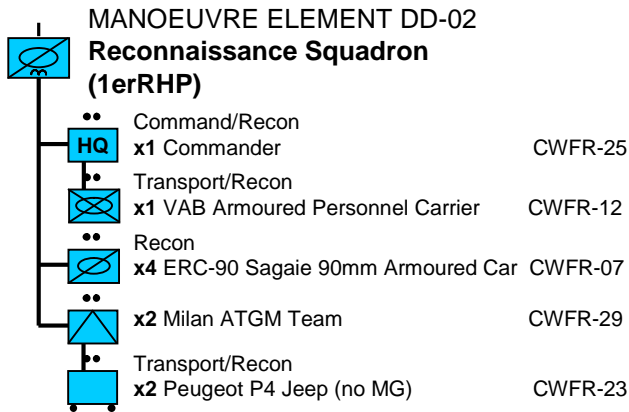 MANOEUVRE ELEMENT DD-02
Reconnaissance Squadron
(1erRHP)
Command/Recon
HQ x1 Commander CWFR-25
Transport/Recon
x1 VAB Armoured Personnel Carrier CWFR-12
Recon
x4 ERC-90 Sagaie 90mm Armoured Car CWFR-07
x2 Milan ATGM Team CWFR-29
Transport/Recon
x2 Peugeot P4 Jeep (no MG) CWFR-23